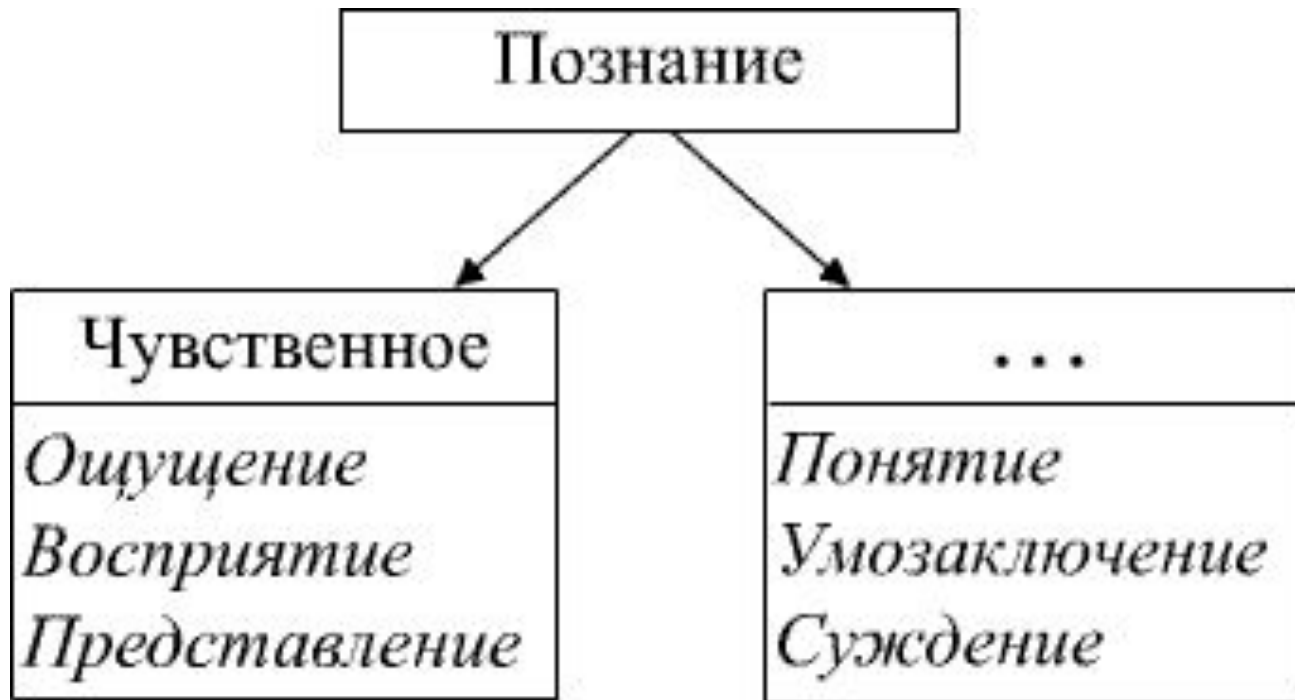 Познание
Чувственное
Ощущение
Восприятие
Представление
...
Понятие
Умозаключение
Суждение